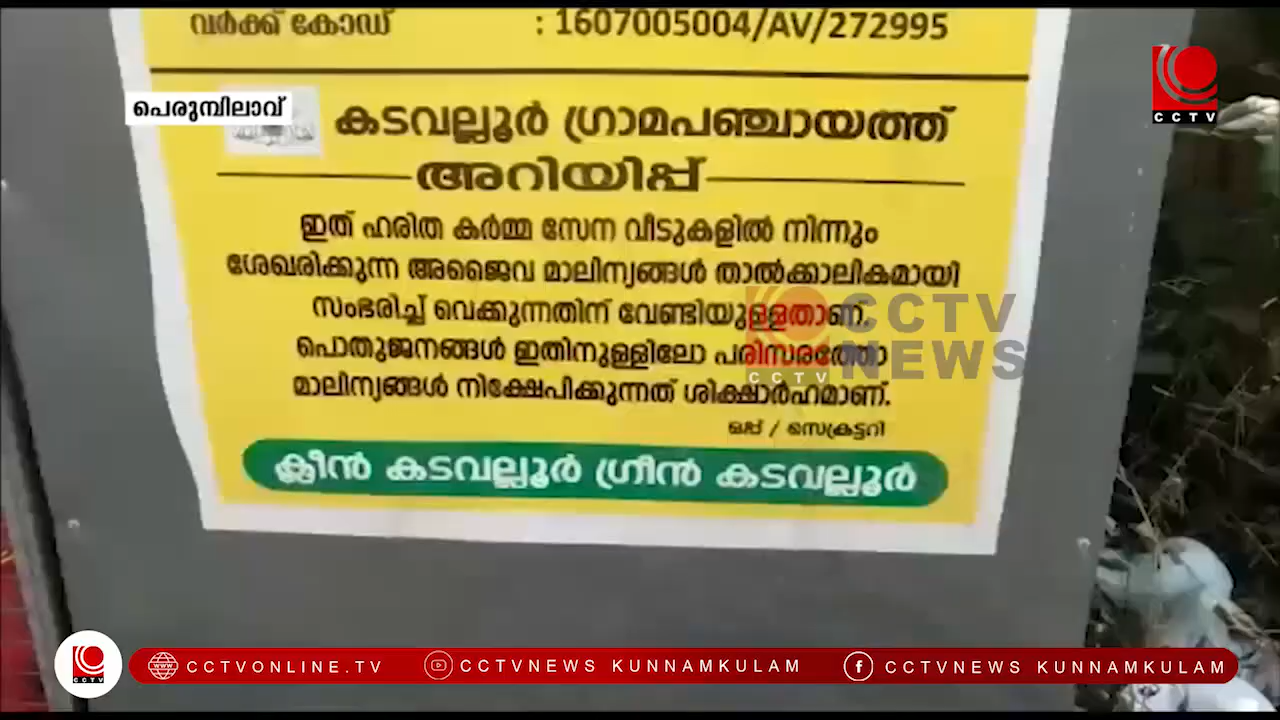 വർക്ക് കോഡ് : 1607005004/AV/272995
പെരുമ്പിലാവ്
കടവല്ലൂർ ഗ്രാമപഞ്ചായത്ത്
അറിയിപ്പ്
ഇത് ഹരിത കർമ്മ സേന വീടുകളിൽ നിന്നും
ശേഖരിക്കുന്ന അജൈവ മാലിന്യങ്ങൾ താൽക്കാലികമായി
സംഭരിച്ച് വെക്കുന്നതിന് വേണ്ടിയുള്ളതാണ്.
പൊതുജനങ്ങൾ ഇതിനുള്ളിലോ പരിസരത്തോ
മാലിന്യങ്ങൾ നിക്ഷേപിക്കുന്നത് ശിക്ഷാർഹമാണ്.
ഒപ്പ് / സെക്രട്ടറി
ക്ലീൻ കടവല്ലൂർ ഗ്രീൻ കടവല്ലൂർ
CCTV
CCTV
NEWS
CCTV
CCTV
CCTVONLINE.TV CCTVNEWS KUNNAMKULAM CCTVNEWS KUNNAMKULAM